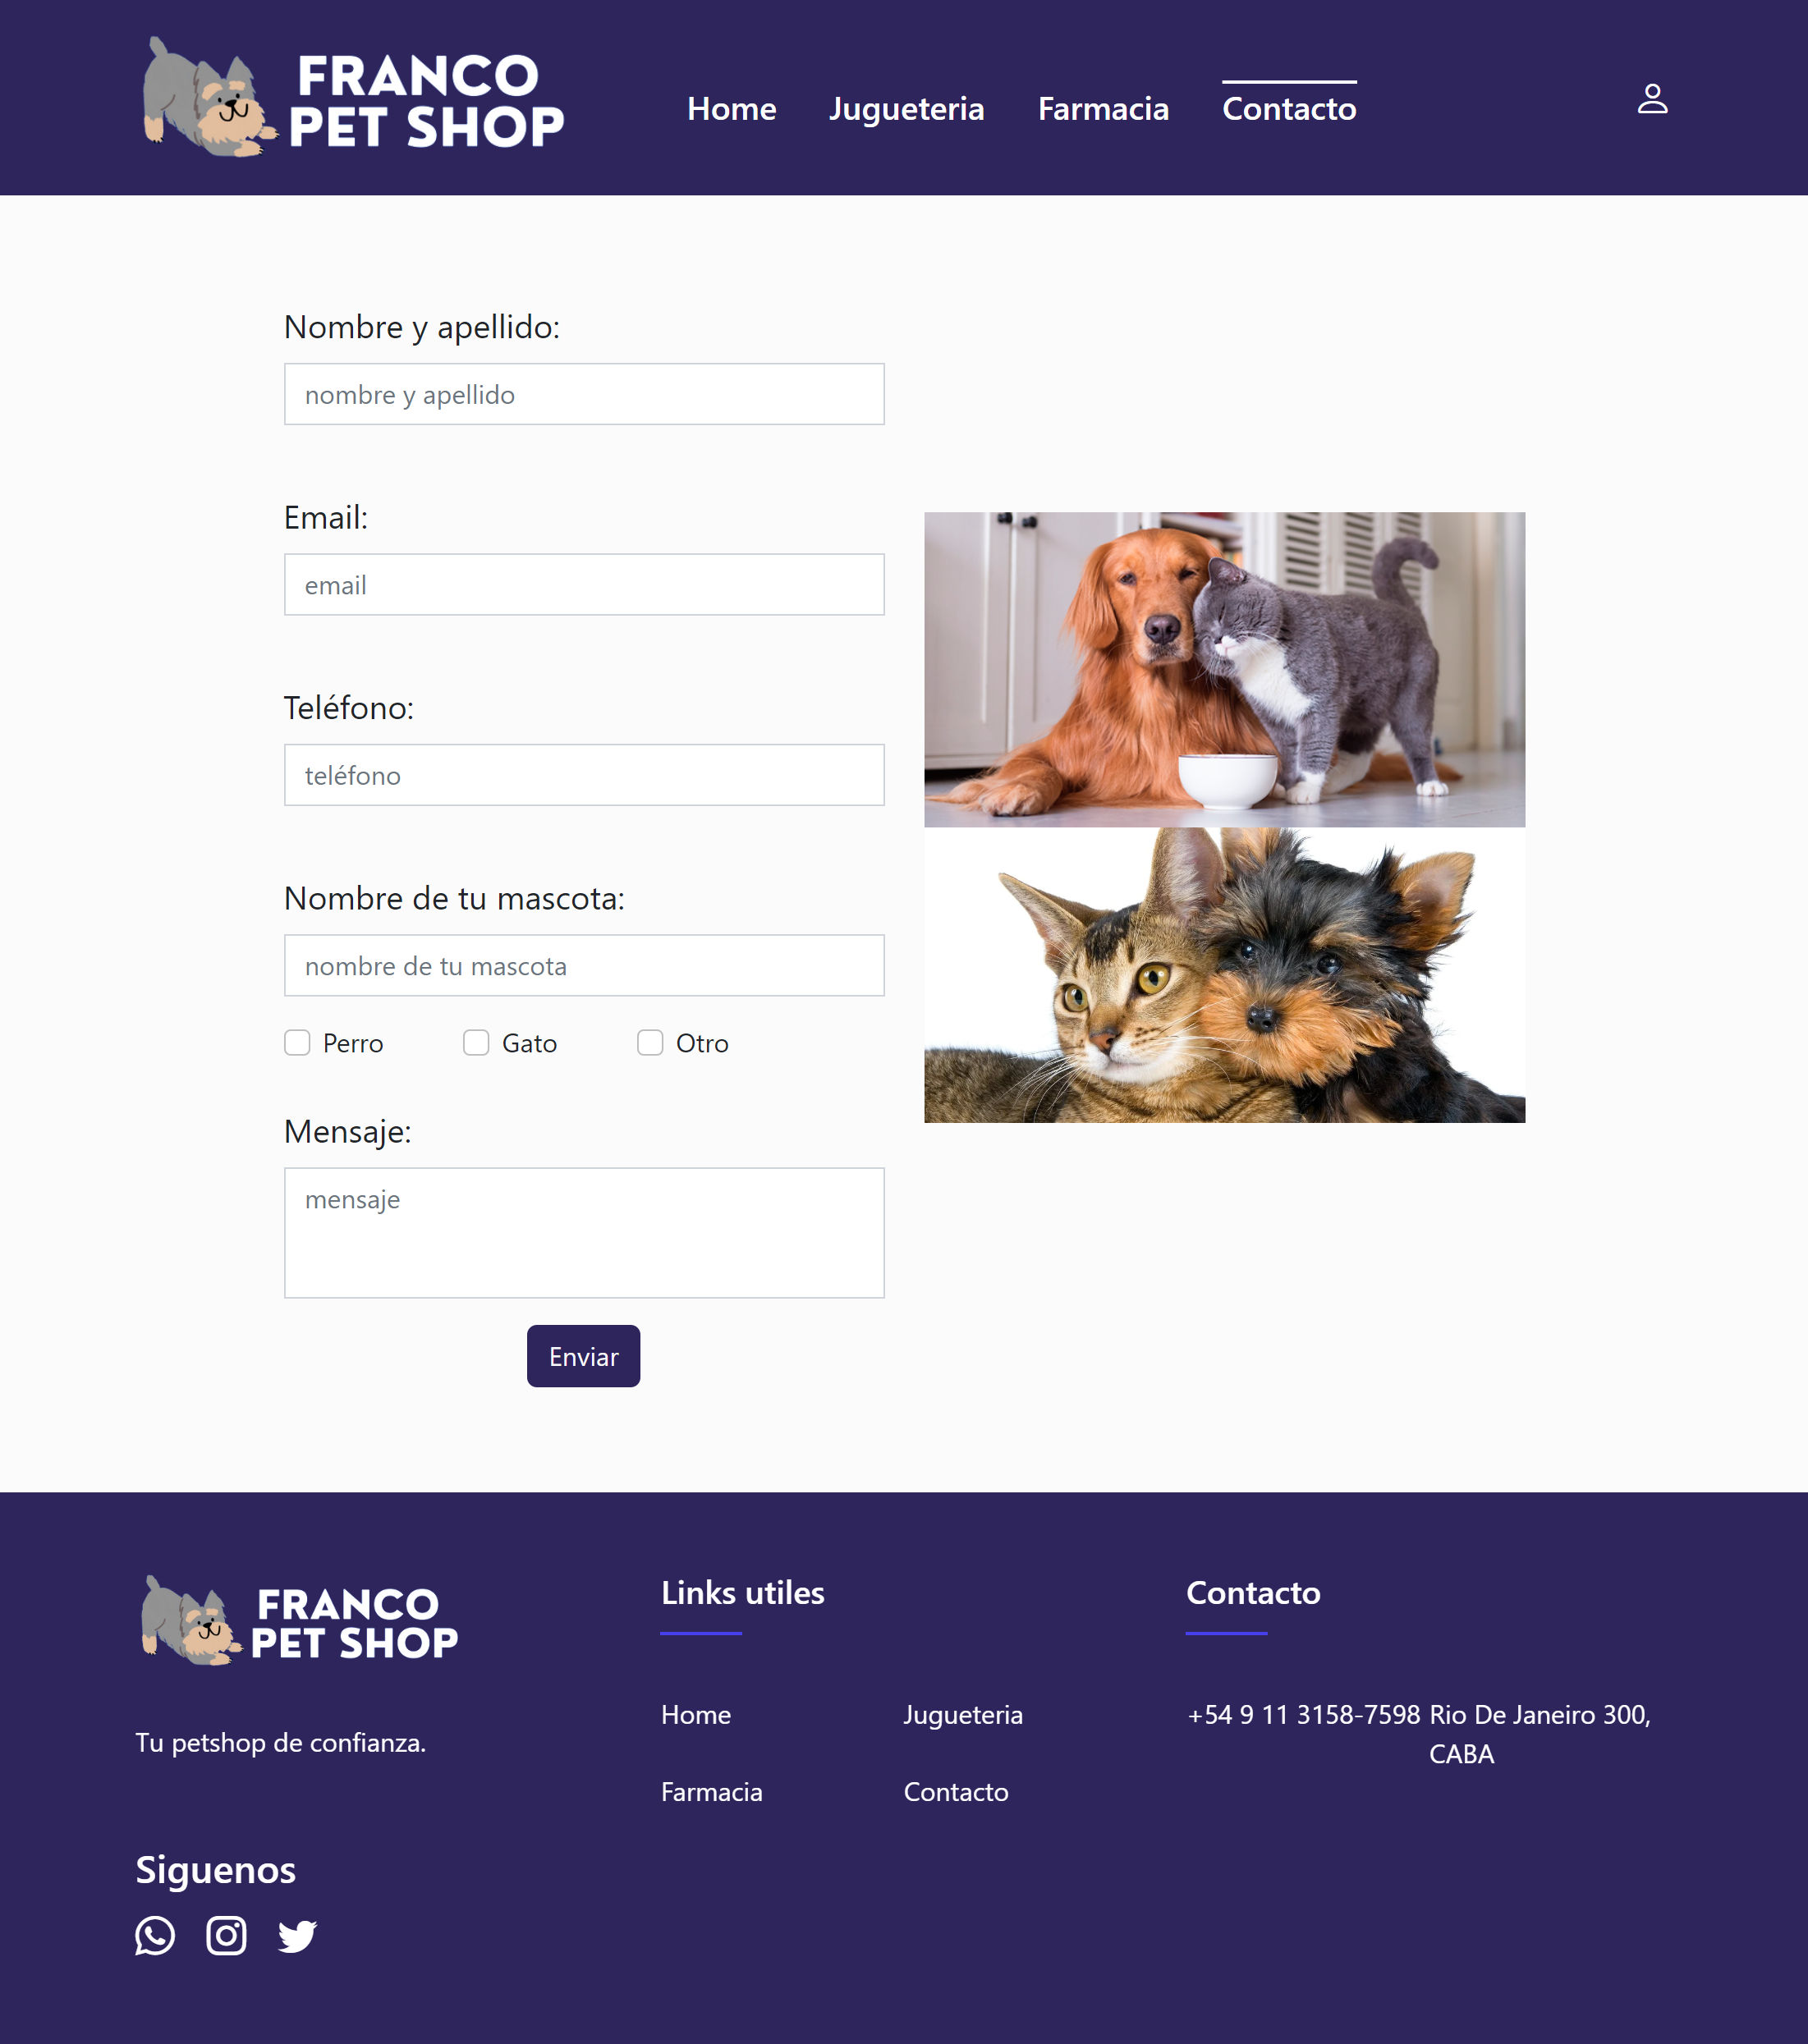 FRANCO
PET SHOP
Home
Jugueteria
Farmacia
Contacto
Nombre y apellido:
nombre y apellido
Email:
email
Teléfono:
teléfono
Nombre de tu mascota:
nombre de tu mascota
Perro
Gato
Otro
Mensaje:
mensaje
Enviar
FRANCO
PET SHOP
Tu petshop de confianza.
Siguenos
Links utiles
Home
Jugueteria
Farmacia
Contacto
Contacto
+54 9 11 3158-7598
Rio De Janeiro 300,
CABA